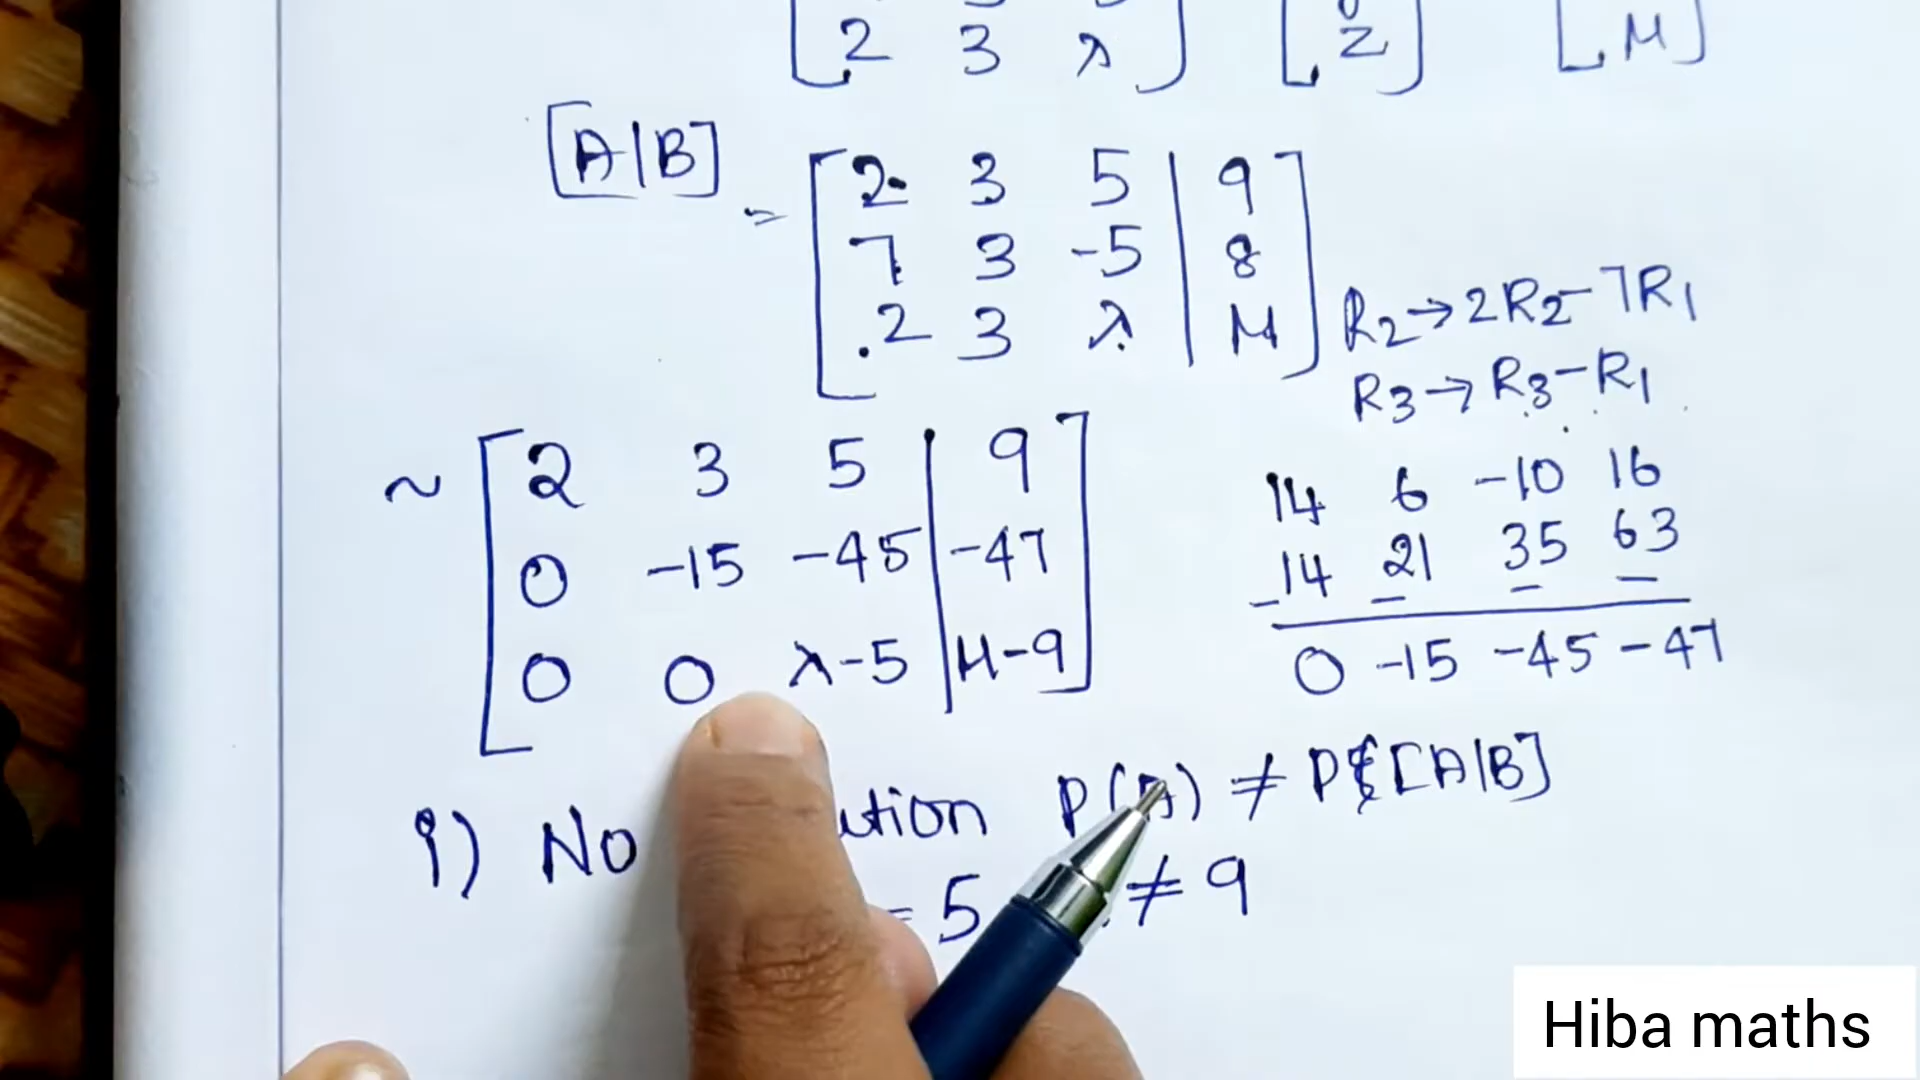 2 3 λ z μ
[A|B]
= 2 3 5 | 9
7 3 -5 | 8
2 3 λ | μ
R2→2R2-7R1
R3→R3-R1
~ 2 3 5 | 9
0 -15 -45 | -47
0 0 λ-5 | μ-9
14 6 -10 16
14 21 35 63
- - - -
0 -15 -45 -47
i) No ution P(A) ≠ P[A|B]
= 5 ≠ 9
Hiba maths